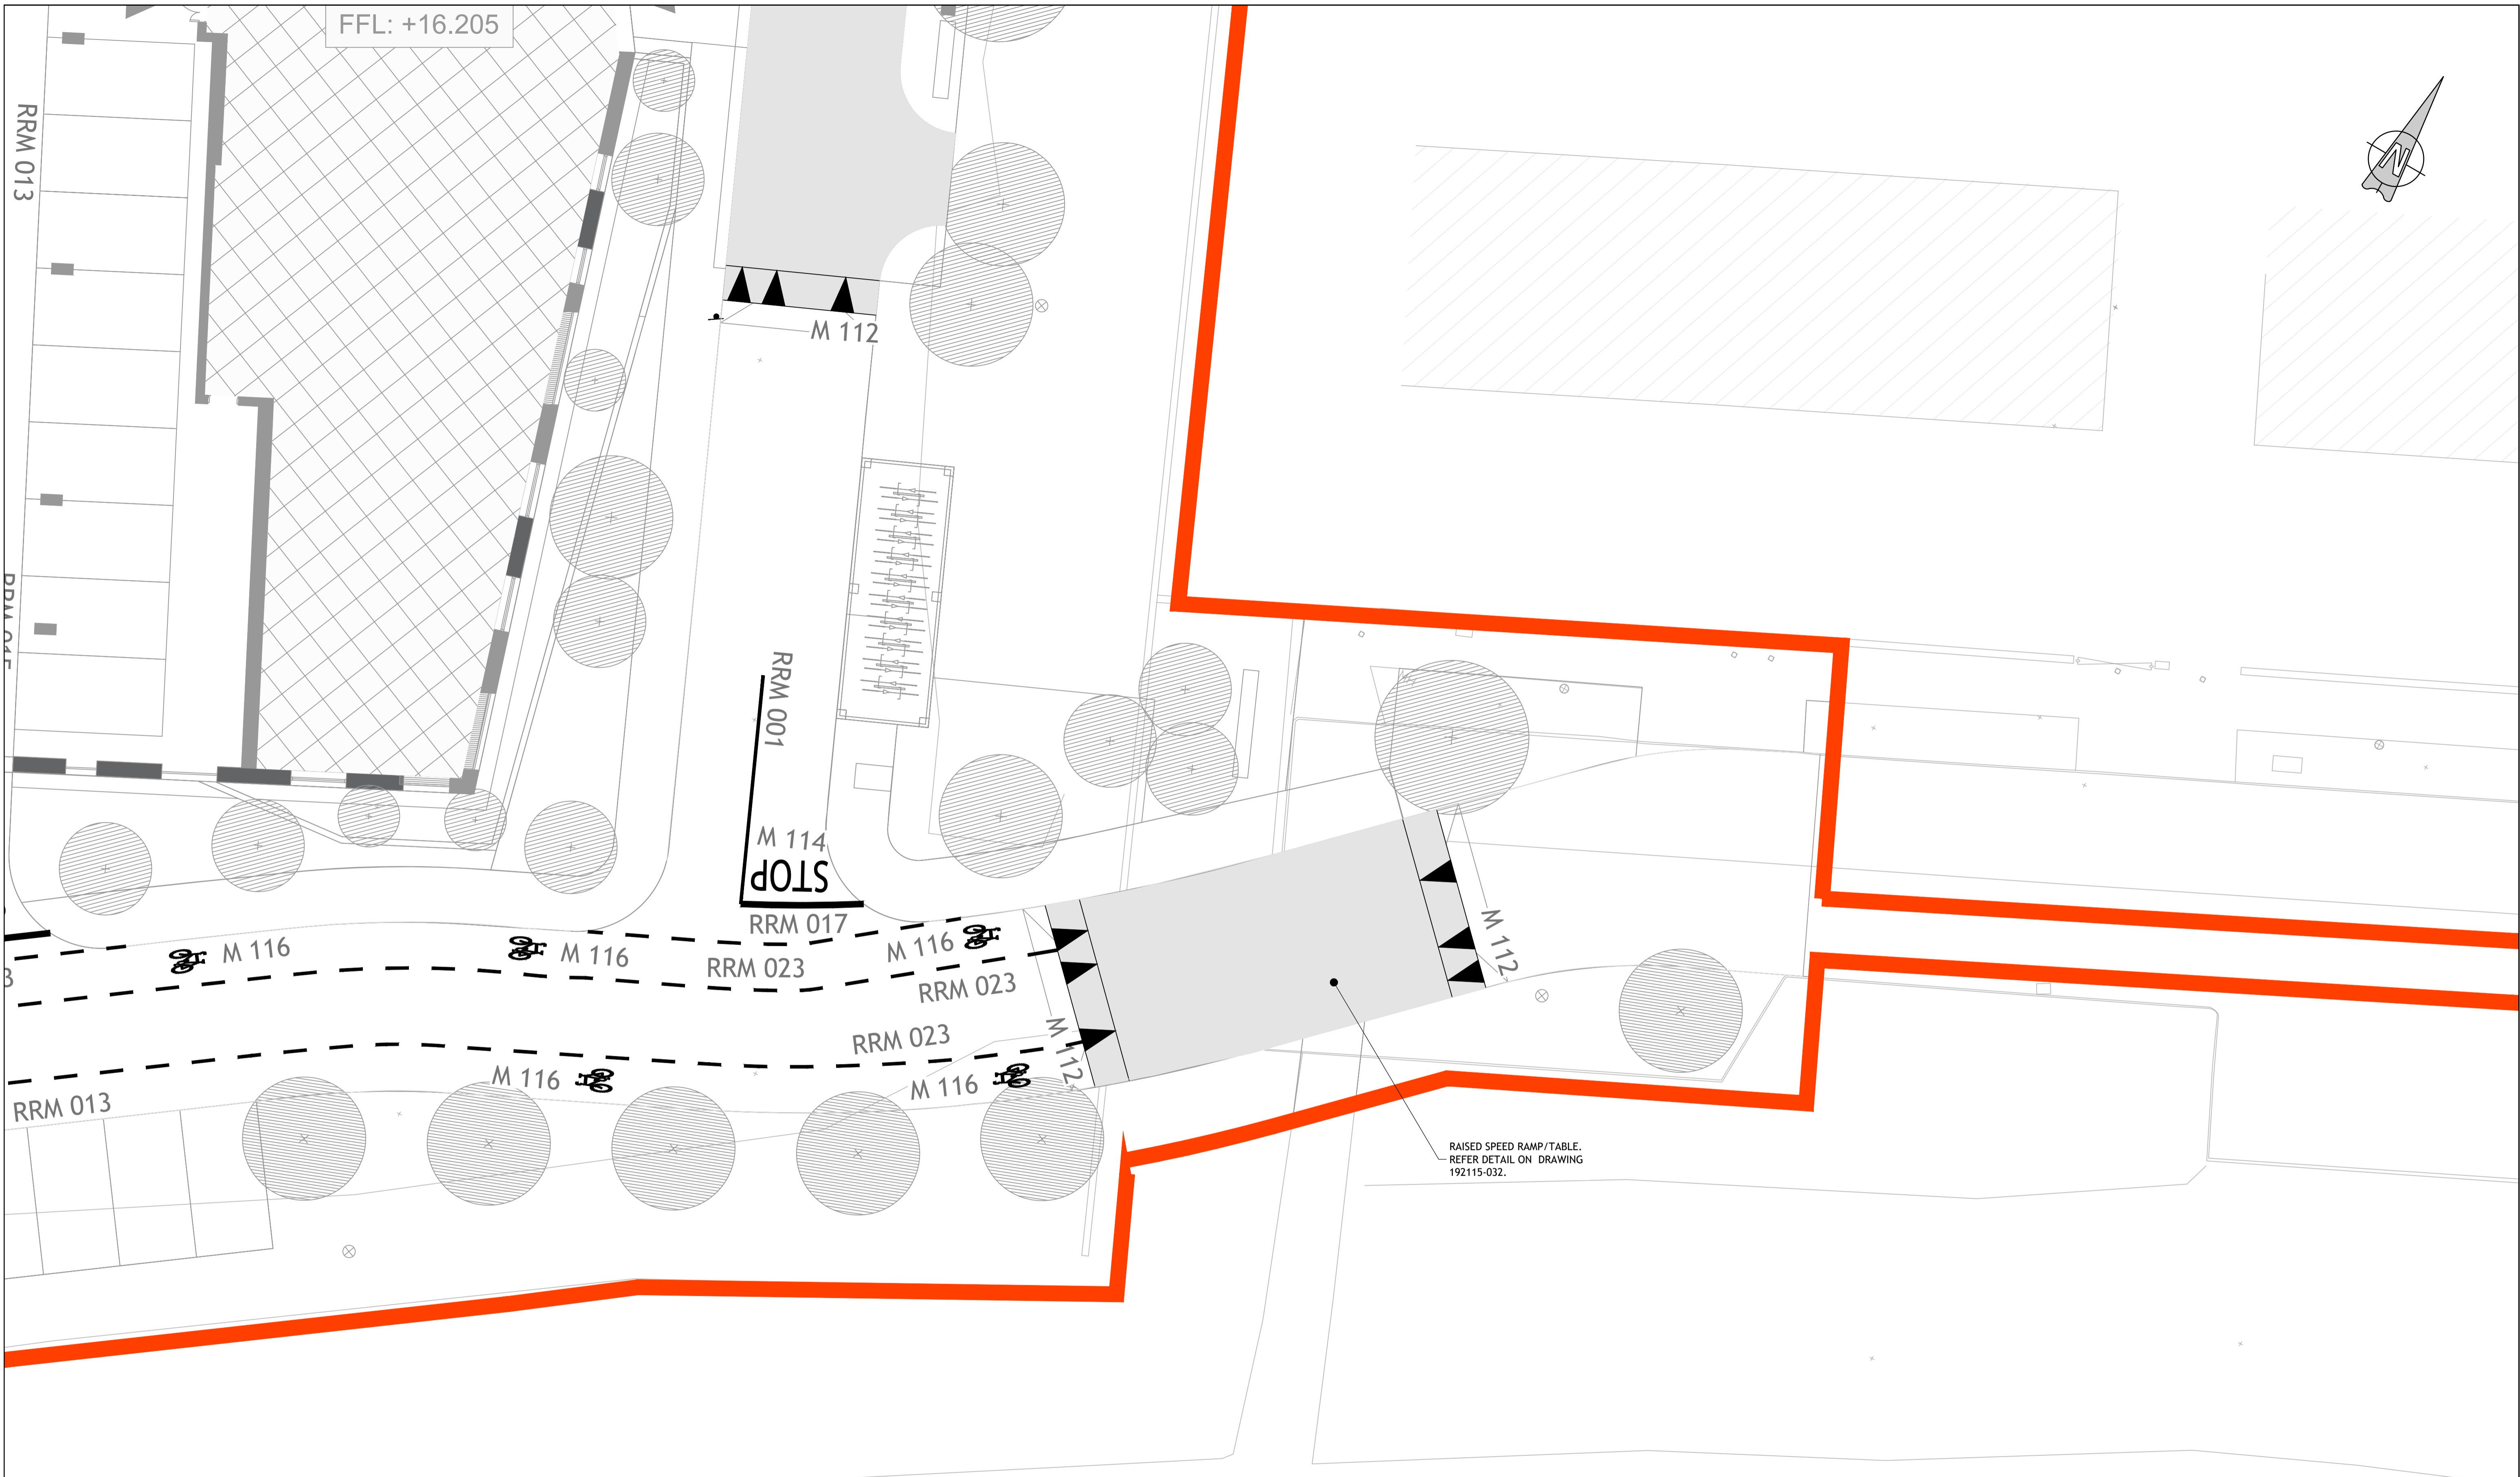 FFL: +16.205
N
RRM 013
M 112
RRM 001
M 114
STOP
RRM 017
M 116
M 116
M 116
RRM 023
RRM 023
RRM 023
M 112
M 112
M 116
M 116
RRM 013
RAISED SPEED RAMP/TABLE.
REFER DETAIL ON DRAWING
192115-032.